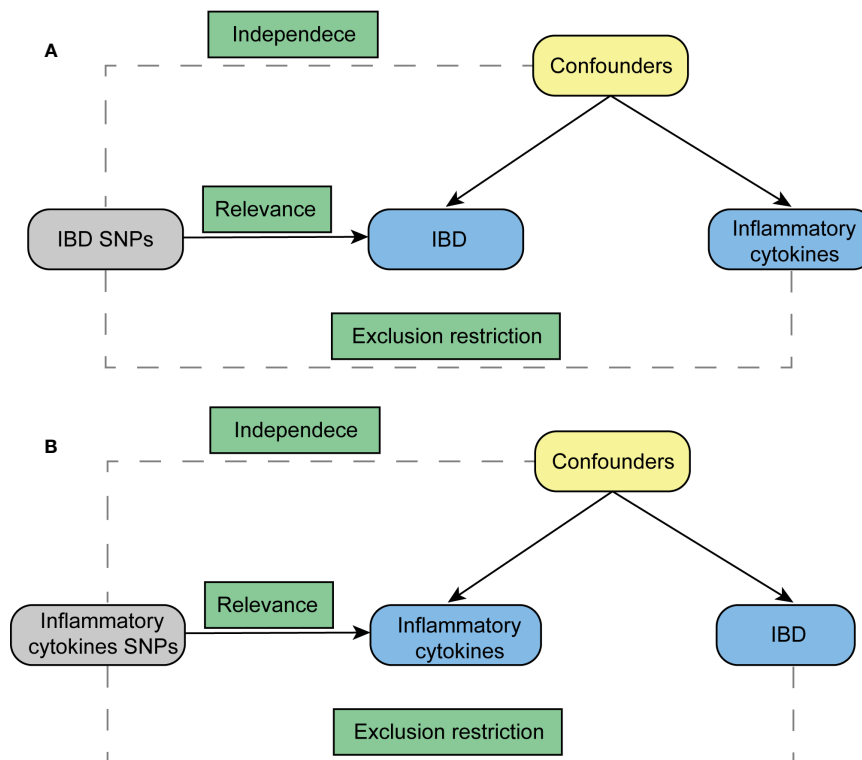 A
Independece
Confounders
Relevance
IBD SNPs
IBD
Inflammatory
cytokines
Exclusion restriction
B
Independece
Confounders
Relevance
Inflammatory
cytokines SNPs
Inflammatory
cytokines
IBD
Exclusion restriction